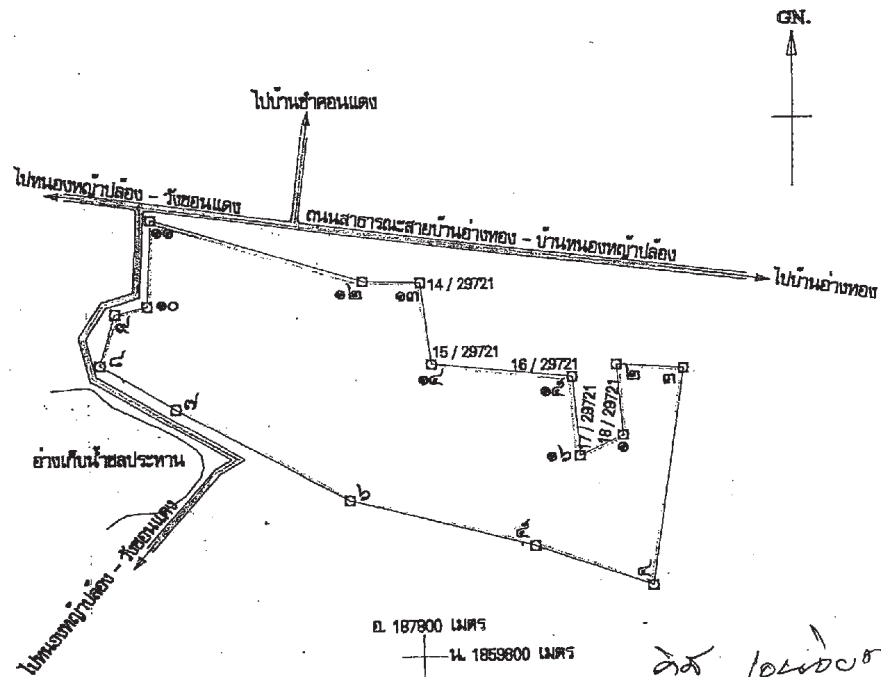 GN.
ไปบ้านซำคอนแดง
ไปหนองหญ้าปล้อง - วังชอนแดง
ถนนสาธารณะสายบ้านอ่างทอง - บ้านหนองหญ้าปล้อง
ไปบ้านอ่างทอง
๑๑
๑๒
๑๓
14 / 29721
๑๐
๙
๘
๗
15 / 29721
๑๔
16 / 29721
๑๕
17 / 29721
18 / 29721
๑๖
๑
๒
๓
อ่างเก็บน้ำชลประทาน
๖
๕
๔
ไปหนองหญ้าปล้อง - วังชอนแดง
อ. 187800 เมตร
น. 1859800 เมตร